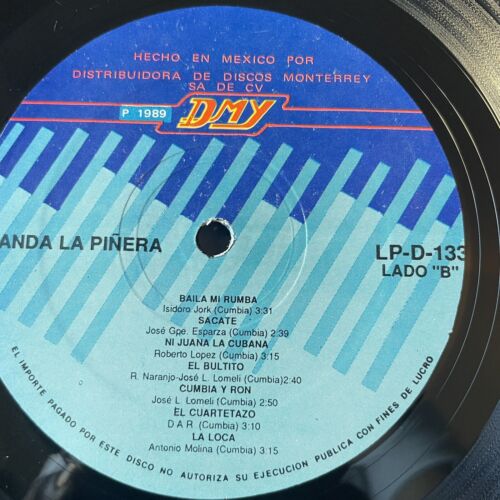 HECHO EN MEXICO POR
DISTRIBUIDORA DE DISCOS MONTERREY
SA DE CV
P 1989
DMY
ANDA LA PIÑERA
LP-D-133
LADO "B"
BAILA MI RUMBA
Isidoro Jork (Cumbia) 3:31
SACATE
José Gpe. Esparza (Cumbia) 2:39
NI JUANA LA CUBANA
Roberto Lopez (Cumbia) 3:15
EL BULTITO
R. Naranjo-José L. Lomeli (Cumbia)2:40
CUMBIA Y RON
José L. Lomeli (Cumbia) 2:50
EL CUARTETAZO
D A R (Cumbia) 3:10
LA LOCA
Antonio Molina (Cumbia) 3:15
EL IMPORTE PAGADO POR ESTE DISCO NO AUTORIZA SU EJECUCION PUBLICA CON FINES DE LUCRO